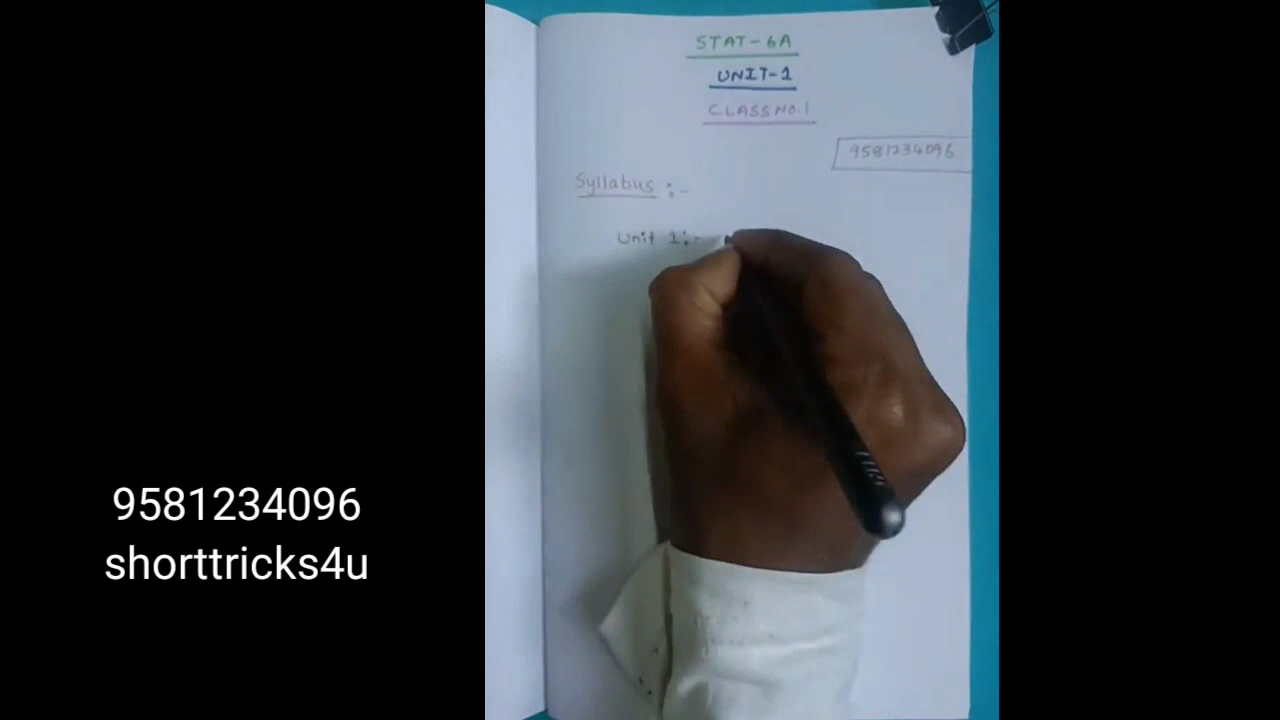 STAT-6A
UNIT-1
CLASS NO.1
9581234096
Syllabus :-
Unit 1:-
9581234096
shorttricks4u